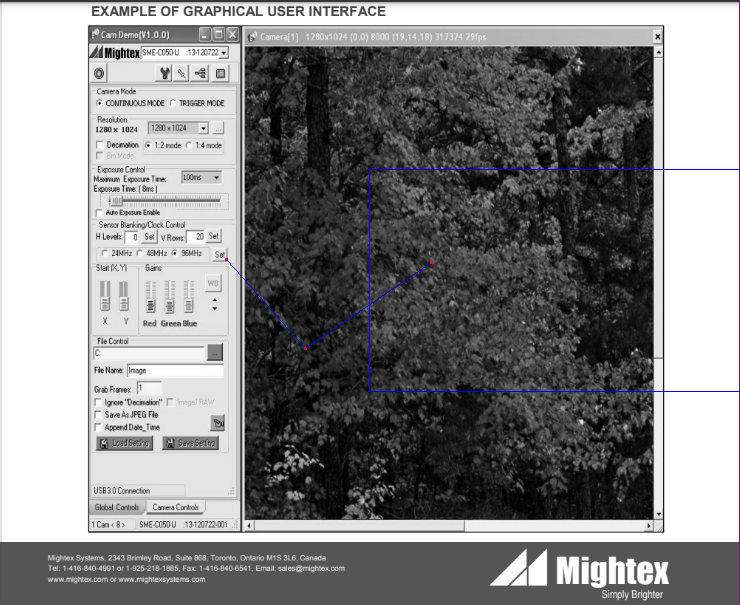 EXAMPLE OF GRAPHICAL USER INTERFACE
Cam Demo(V1.0.0)
Camera[1] 1280x1024 (0,0) 8000 (19,14,18) 317324 29fps
Mightex SME-C050-U :13-120722
Camera Mode
CONTINUOUS MODE TRIGGER MODE
Resolution
1280 x 1024 1280 x 1024 ...
Decimation 1:2 mode 1:4 mode
Bin Mode
Exposure Control
Maximum Exposure Time: 100ms
Exposure Time: ( 8ms )
Auto Exposure Enable
Sensor Blanking/Clock Control
H Levels: 0 Set V Rows: 20 Set
24MHz 48MHz 96MHz Set
Start (X, Y) Gains
WB
X Y Red Green Blue
File Control
C: ...
File Name: Image
Grab Frames: 1
Ignore "Decimation" Image1 RAW
Save As JPEG File
Append Date_Time
Load Setting Save Setting
USB3.0 Connection
Global Controls Camera Controls
1 Cam < 8 > SME-C050-U :13-120722-001
Mightex Systems, 2343 Brimley Road, Suite 868, Toronto, Ontario M1S 3L6, Canada
Tel: 1-416-840-4991 or 1-925-218-1885, Fax: 1-416-840-6541, Email: sales@mightex.com
www.mightex.com or www.mightexsystems.com
Mightex
Simply Brighter